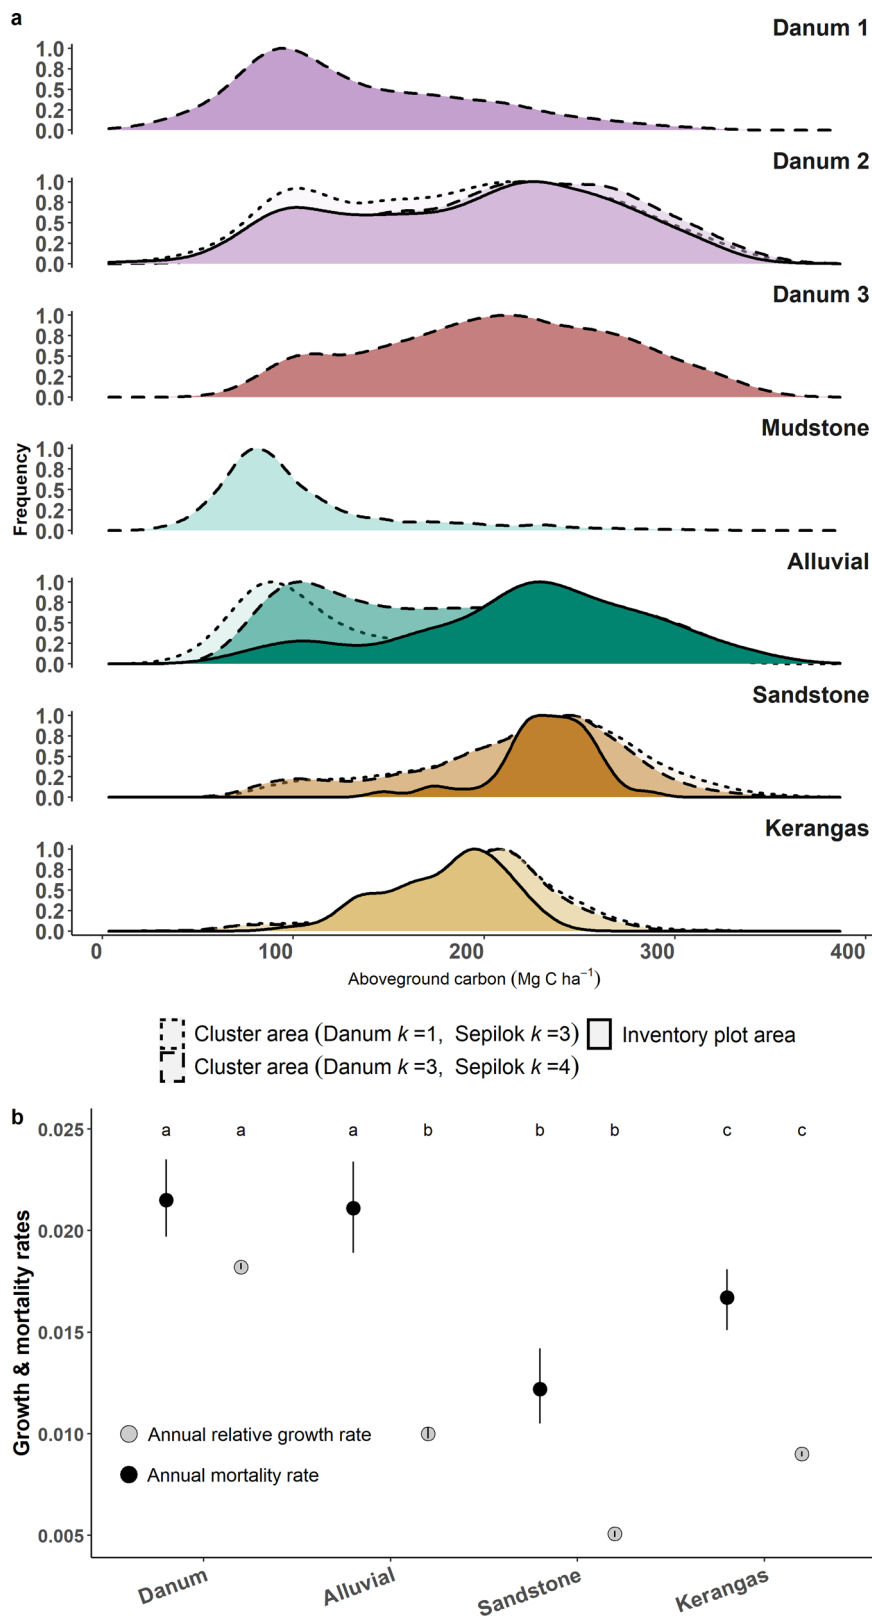 a
Danum 1
1.0
0.8
0.5
0.2
0.0
Danum 2
1.0
0.8
0.5
0.2
0.0
Danum 3
1.0
0.8
0.5
0.2
0.0
Mudstone
1.0
0.8
0.5
0.2
0.0
Frequency
Alluvial
1.0
0.8
0.5
0.2
0.0
Sandstone
1.0
0.8
0.5
0.2
0.0
Kerangas
1.0
0.8
0.5
0.2
0.0
0 100 200 300 400
Aboveground carbon (Mg C ha⁻¹)
Cluster area (Danum k =1, Sepilok k =3) Inventory plot area
Cluster area (Danum k =3, Sepilok k =4)
b
0.025
a a a b b b c c
0.020
0.015
0.010
0.005
Growth & mortality rates
Annual relative growth rate
Annual mortality rate
Danum Alluvial Sandstone Kerangas